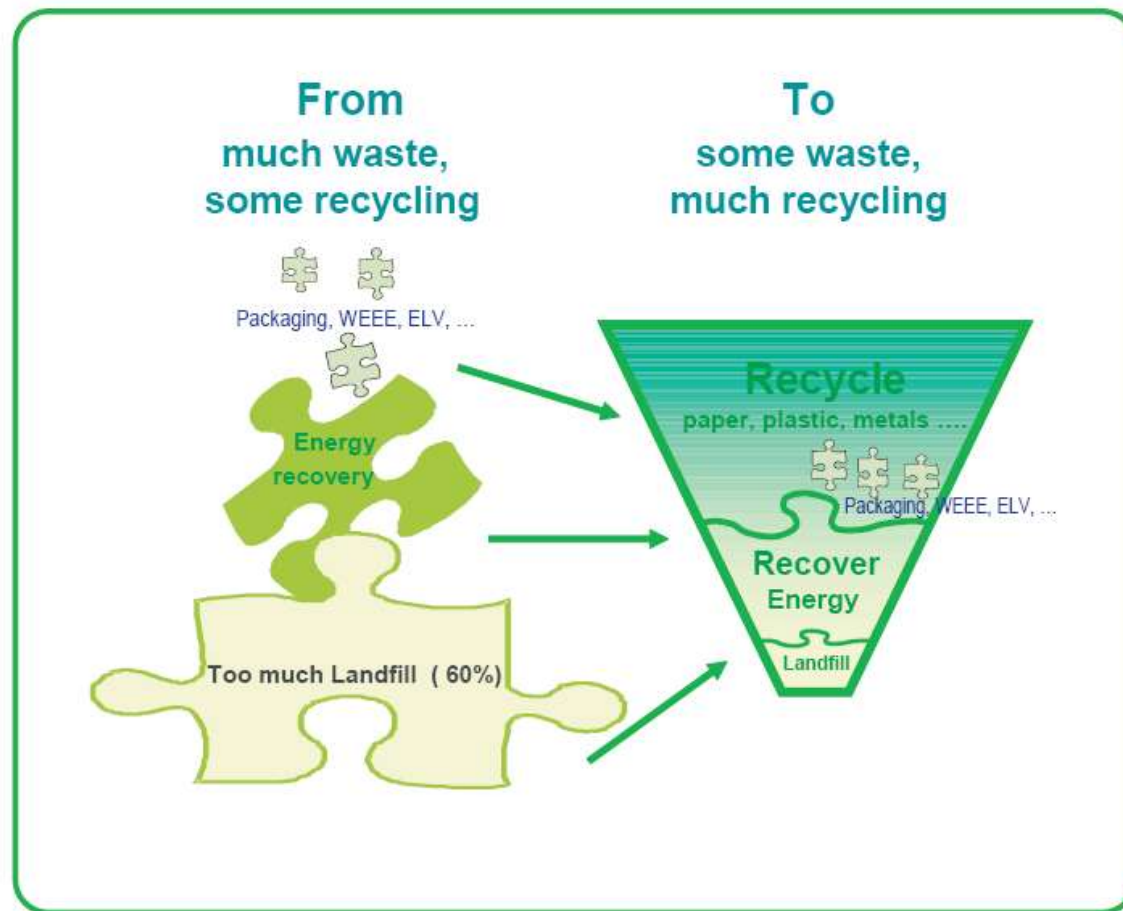 From
much waste,
some recycling
Packaging, WEEE, ELV, ...
Energy
recovery
Too much Landfill ( 60%)
To
some waste,
much recycling
Recycle
paper, plastic, metals ....
Packaging, WEEE, ELV, ...
Recover
Energy
Landfill